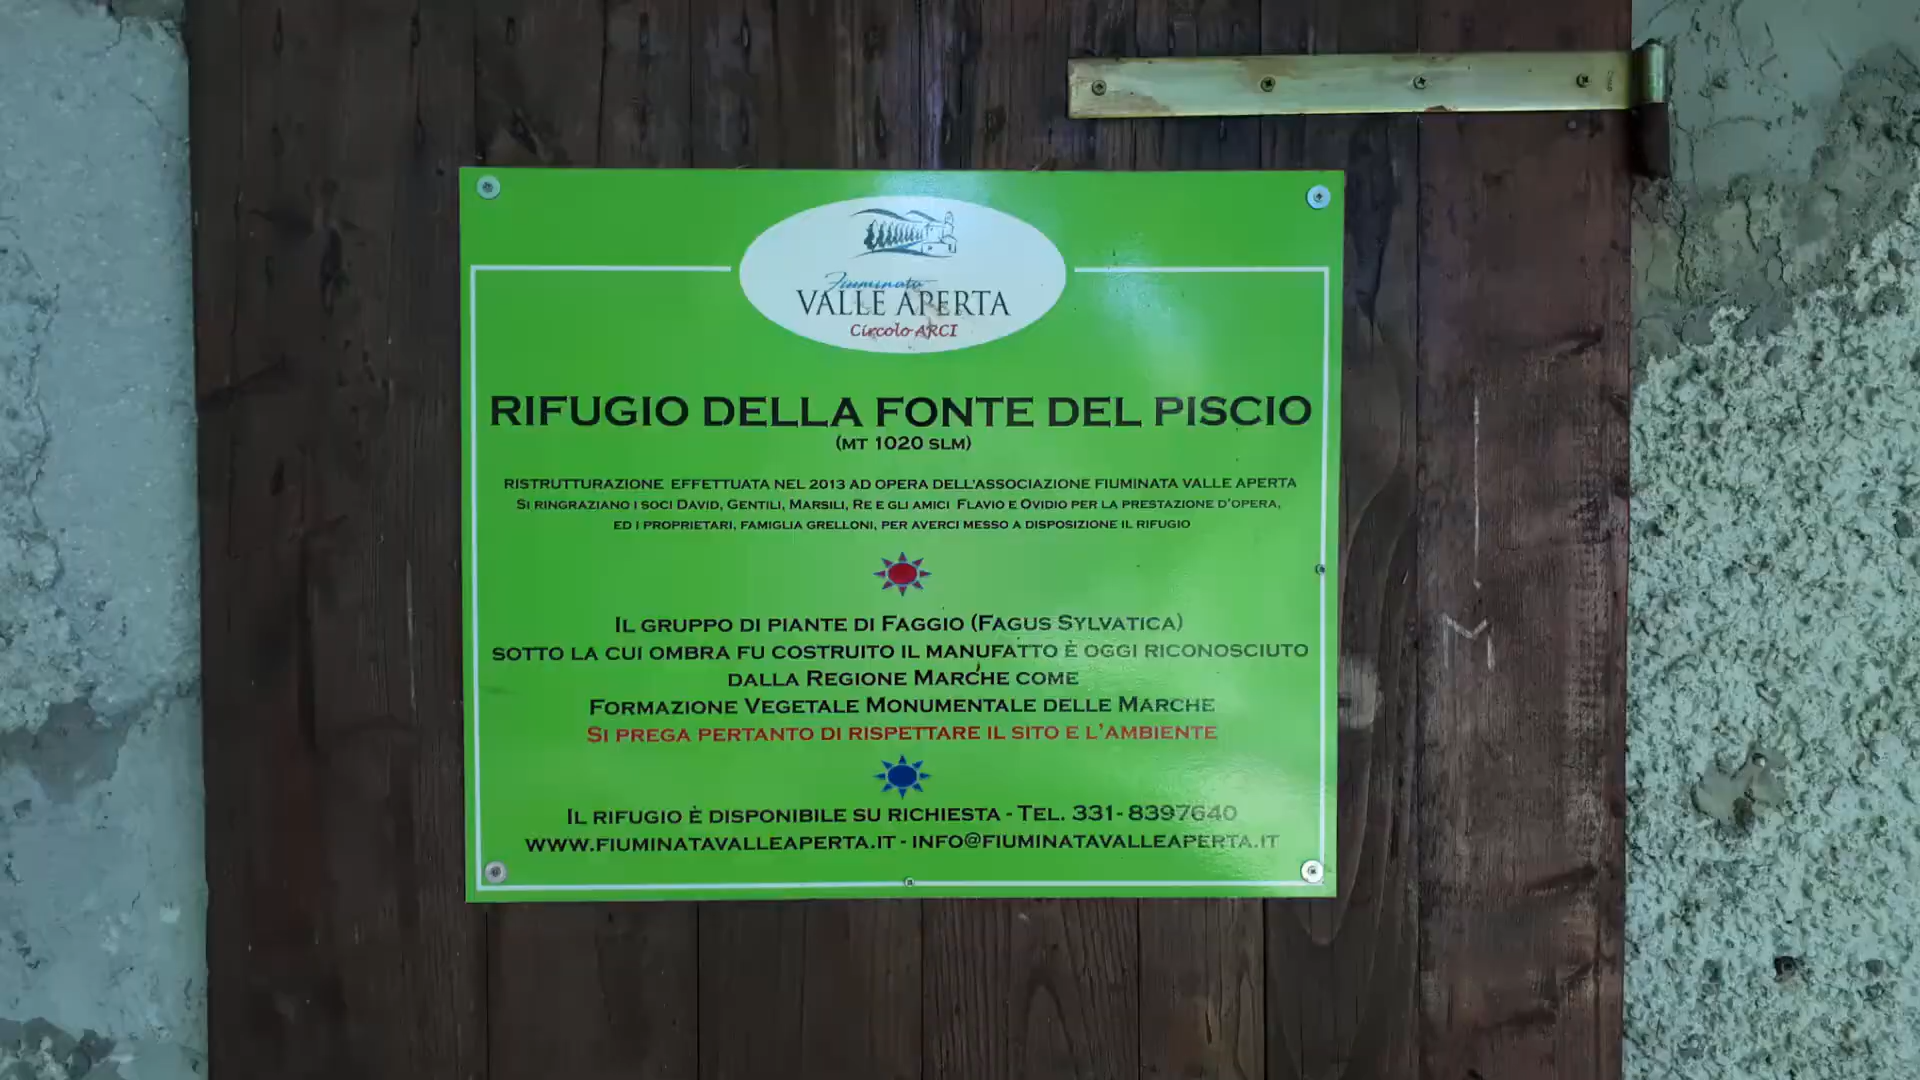 Fiuminata
VALLE APERTA
Circolo ARCI
RIFUGIO DELLA FONTE DEL PISCIO
(MT 1020 SLM)
RISTRUTTURAZIONE EFFETTUATA NEL 2013 AD OPERA DELL'ASSOCIAZIONE FIUMINATA VALLE APERTA
SI RINGRAZIANO I SOCI DAVID, GENTILI, MARSILI, RE E GLI AMICI FLAVIO E OVIDIO PER LA PRESTAZIONE D'OPERA,
ED I PROPRIETARI, FAMIGLIA GRELLONI, PER AVERCI MESSO A DISPOSIZIONE IL RIFUGIO
IL GRUPPO DI PIANTE DI FAGGIO (FAGUS SYLVATICA)
SOTTO LA CUI OMBRA FU COSTRUITO IL MANUFATTO È OGGI RICONOSCIUTO
DALLA REGIONE MARCHE COME
FORMAZIONE VEGETALE MONUMENTALE DELLE MARCHE
SI PREGA PERTANTO DI RISPETTARE IL SITO E L'AMBIENTE
IL RIFUGIO È DISPONIBILE SU RICHIESTA - TEL. 331- 8397640
WWW.FIUMINATAVALLEAPERTA.IT - INFO@FIUMINATAVALLEAPERTA.IT